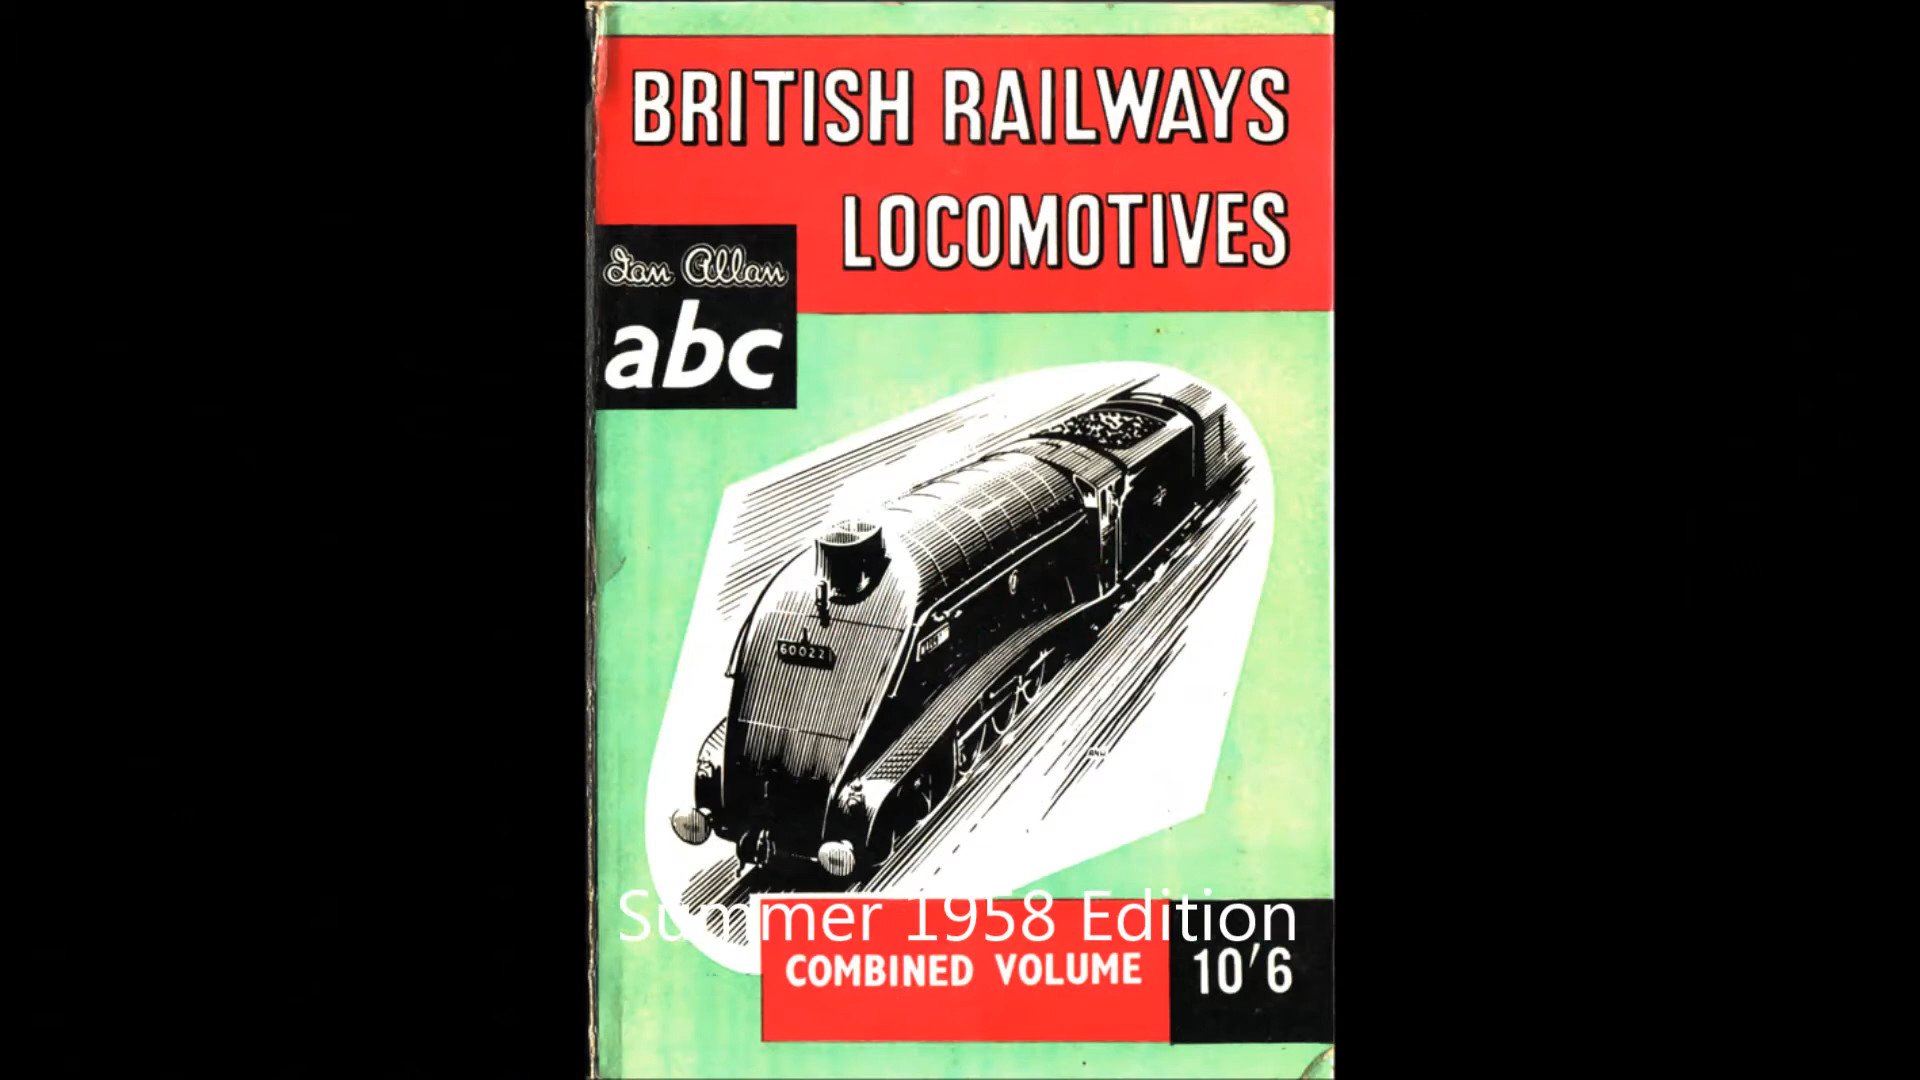 BRITISH RAILWAYS
LOCOMOTIVES
Ian Allan
abc
60022
Summer 1958 Edition
COMBINED VOLUME
10'6